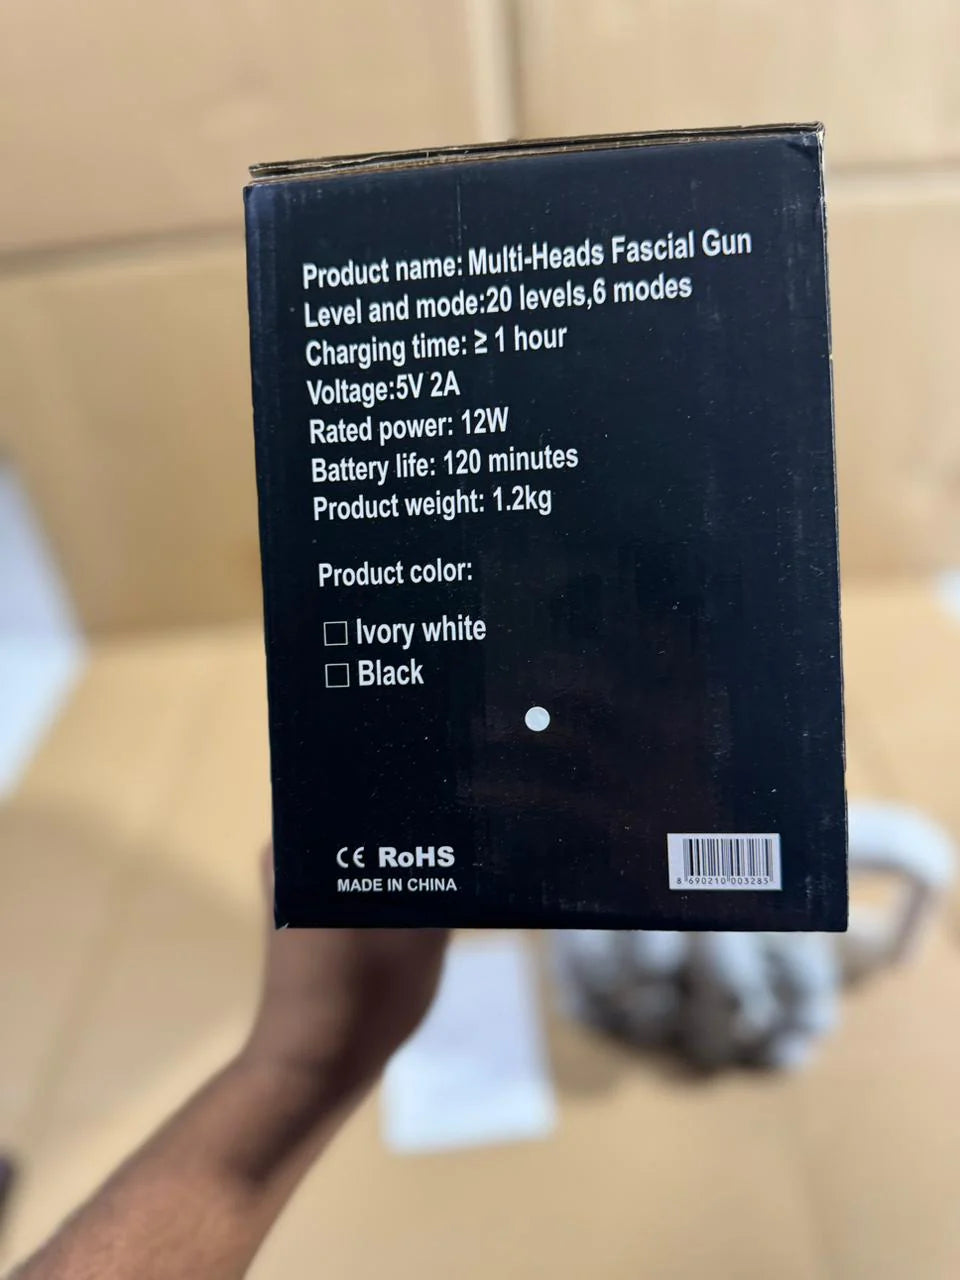 Product name: Multi-Heads Fascial Gun
Level and mode:20 levels,6 modes
Charging time: ≥ 1 hour
Voltage:5V 2A
Rated power: 12W
Battery life: 120 minutes
Product weight: 1.2kg
Product color:
Ivory white
Black
CE RoHS
MADE IN CHINA
8 690210 003285